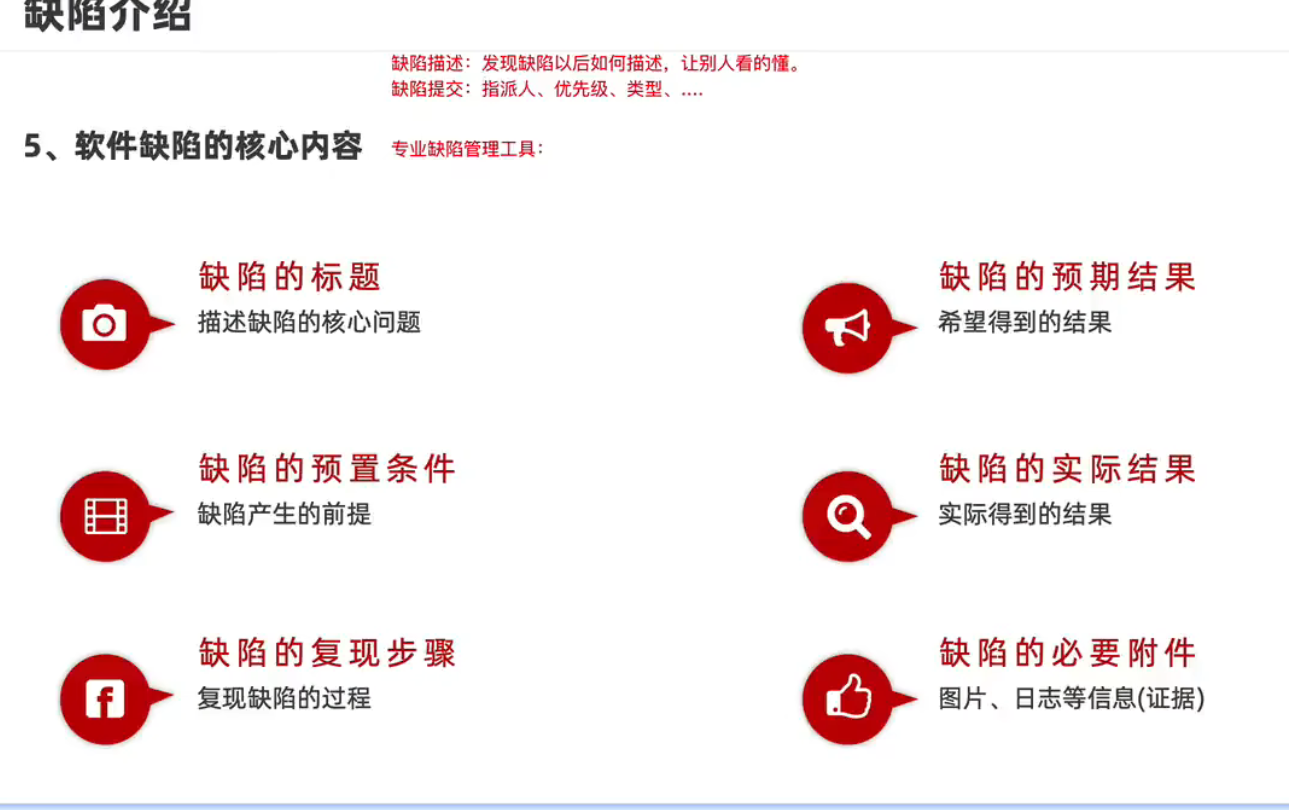 缺陷介绍
缺陷描述：发现缺陷以后如何描述，让别人看的懂。
缺陷提交：指派人、优先级、类型、....
5、软件缺陷的核心内容
专业缺陷管理工具：
缺陷的标题
描述缺陷的核心问题
缺陷的预期结果
希望得到的结果
缺陷的预置条件
缺陷产生的前提
缺陷的实际结果
实际得到的结果
缺陷的复现步骤
复现缺陷的过程
缺陷的必要附件
图片、日志等信息(证据)